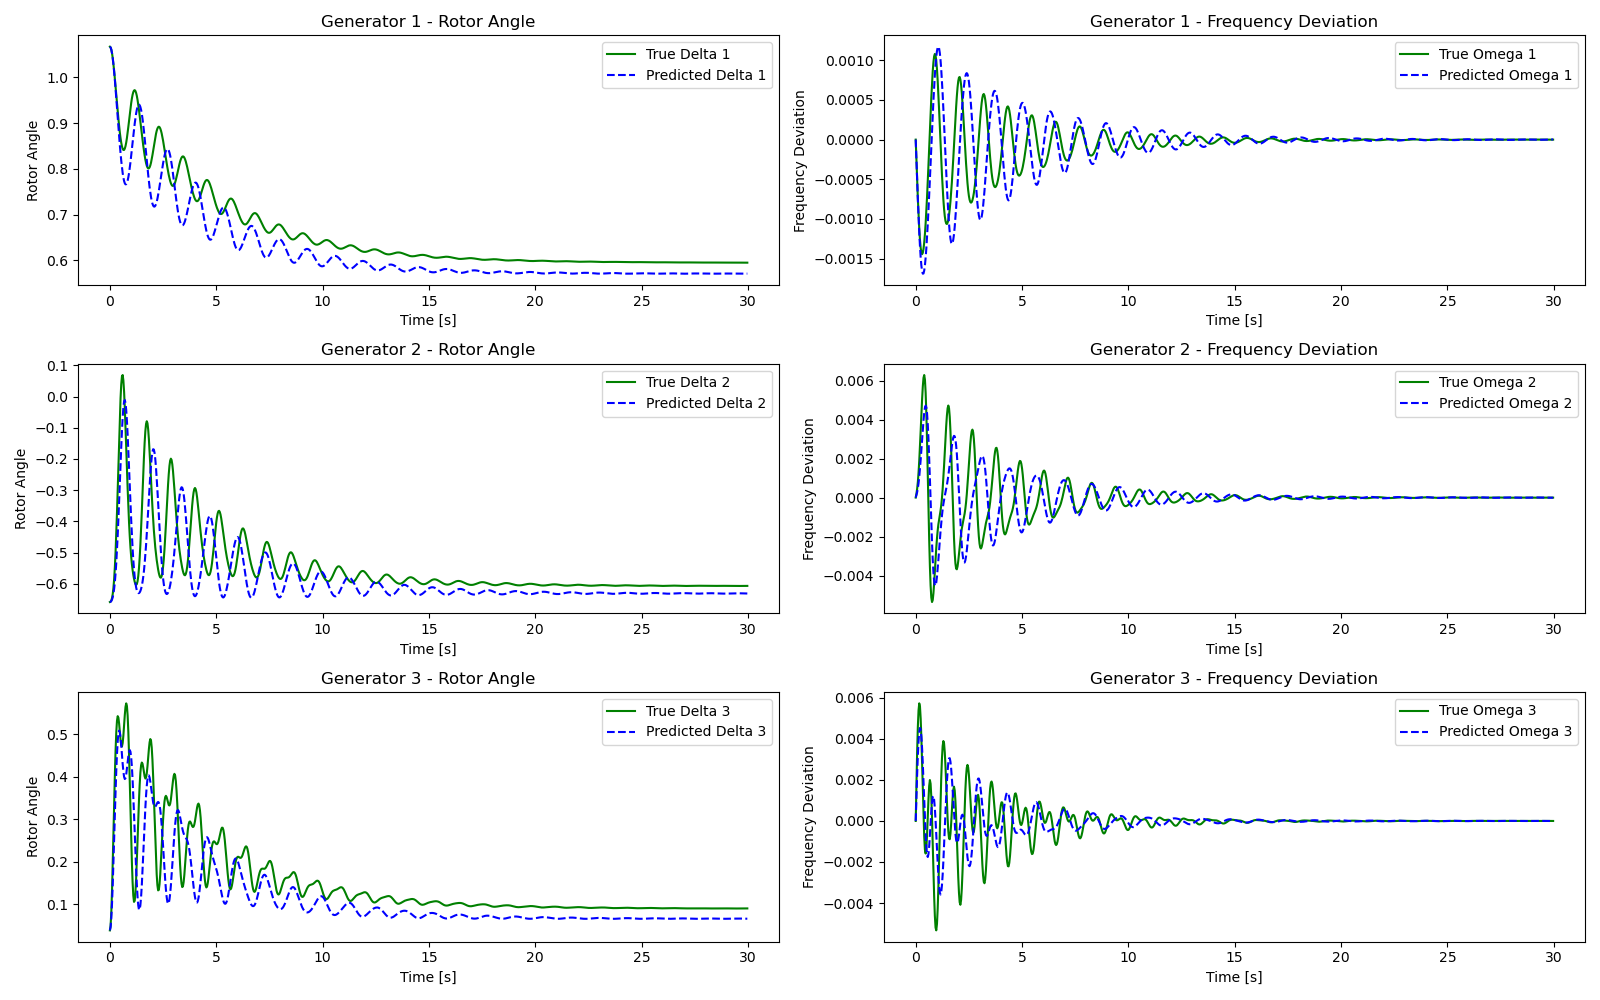 Generator 1 - Rotor Angle
Rotor Angle
1.0
0.9
0.8
0.7
0.6
True Delta 1
Predicted Delta 1
0 5 10 15 20 25 30
Time [s]
Generator 1 - Frequency Deviation
Frequency Deviation
0.0010
0.0005
0.0000
−0.0005
−0.0010
−0.0015
True Omega 1
Predicted Omega 1
0 5 10 15 20 25 30
Time [s]
Generator 2 - Rotor Angle
Rotor Angle
0.1
0.0
−0.1
−0.2
−0.3
−0.4
−0.5
−0.6
True Delta 2
Predicted Delta 2
0 5 10 15 20 25 30
Time [s]
Generator 2 - Frequency Deviation
Frequency Deviation
0.006
0.004
0.002
0.000
−0.002
−0.004
True Omega 2
Predicted Omega 2
0 5 10 15 20 25 30
Time [s]
Generator 3 - Rotor Angle
Rotor Angle
0.5
0.4
0.3
0.2
0.1
True Delta 3
Predicted Delta 3
0 5 10 15 20 25 30
Time [s]
Generator 3 - Frequency Deviation
Frequency Deviation
0.006
0.004
0.002
0.000
−0.002
−0.004
True Omega 3
Predicted Omega 3
0 5 10 15 20 25 30
Time [s]